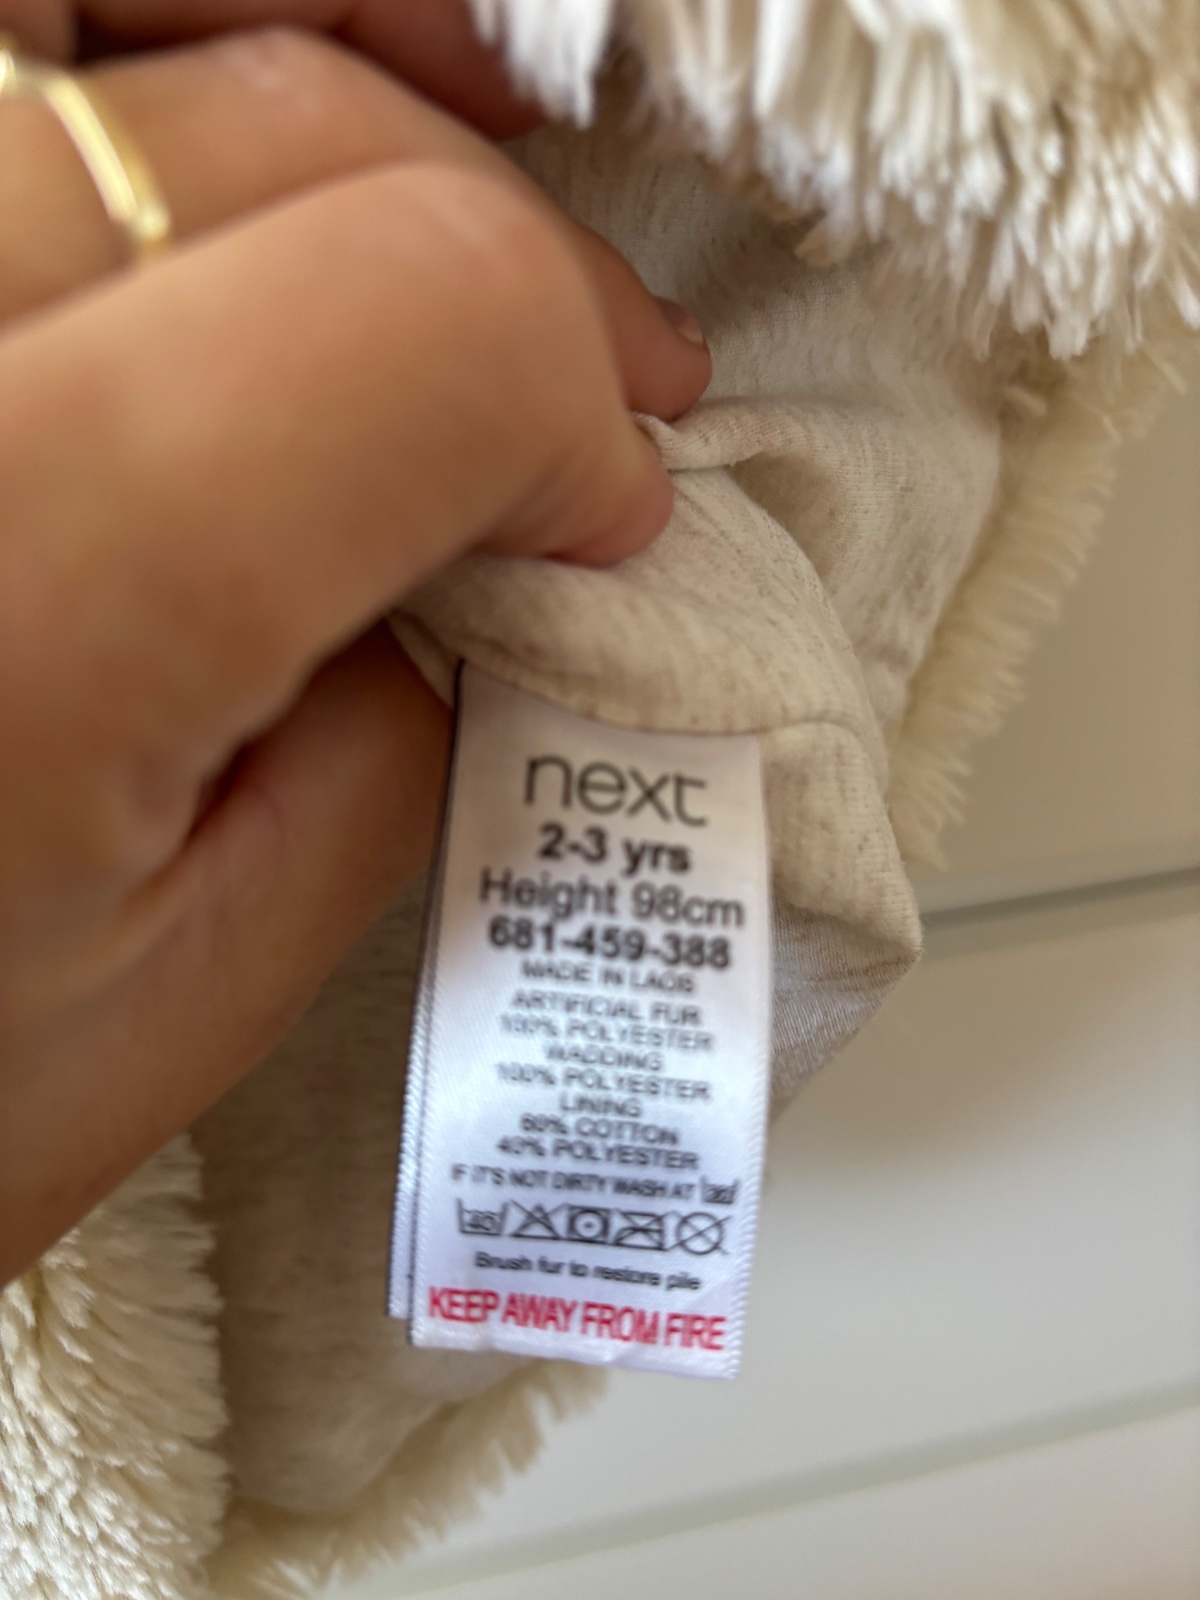 next
2-3 yrs
Height 98cm
681-459-388
MADE IN LAOS
ARTIFICIAL FUR
100% POLYESTER
WADDING
100% POLYESTER
LINING
60% COTTON
40% POLYESTER
IF IT'S NOT DIRTY WASH AT 30
40
Brush fur to restore pile
KEEP AWAY FROM FIRE